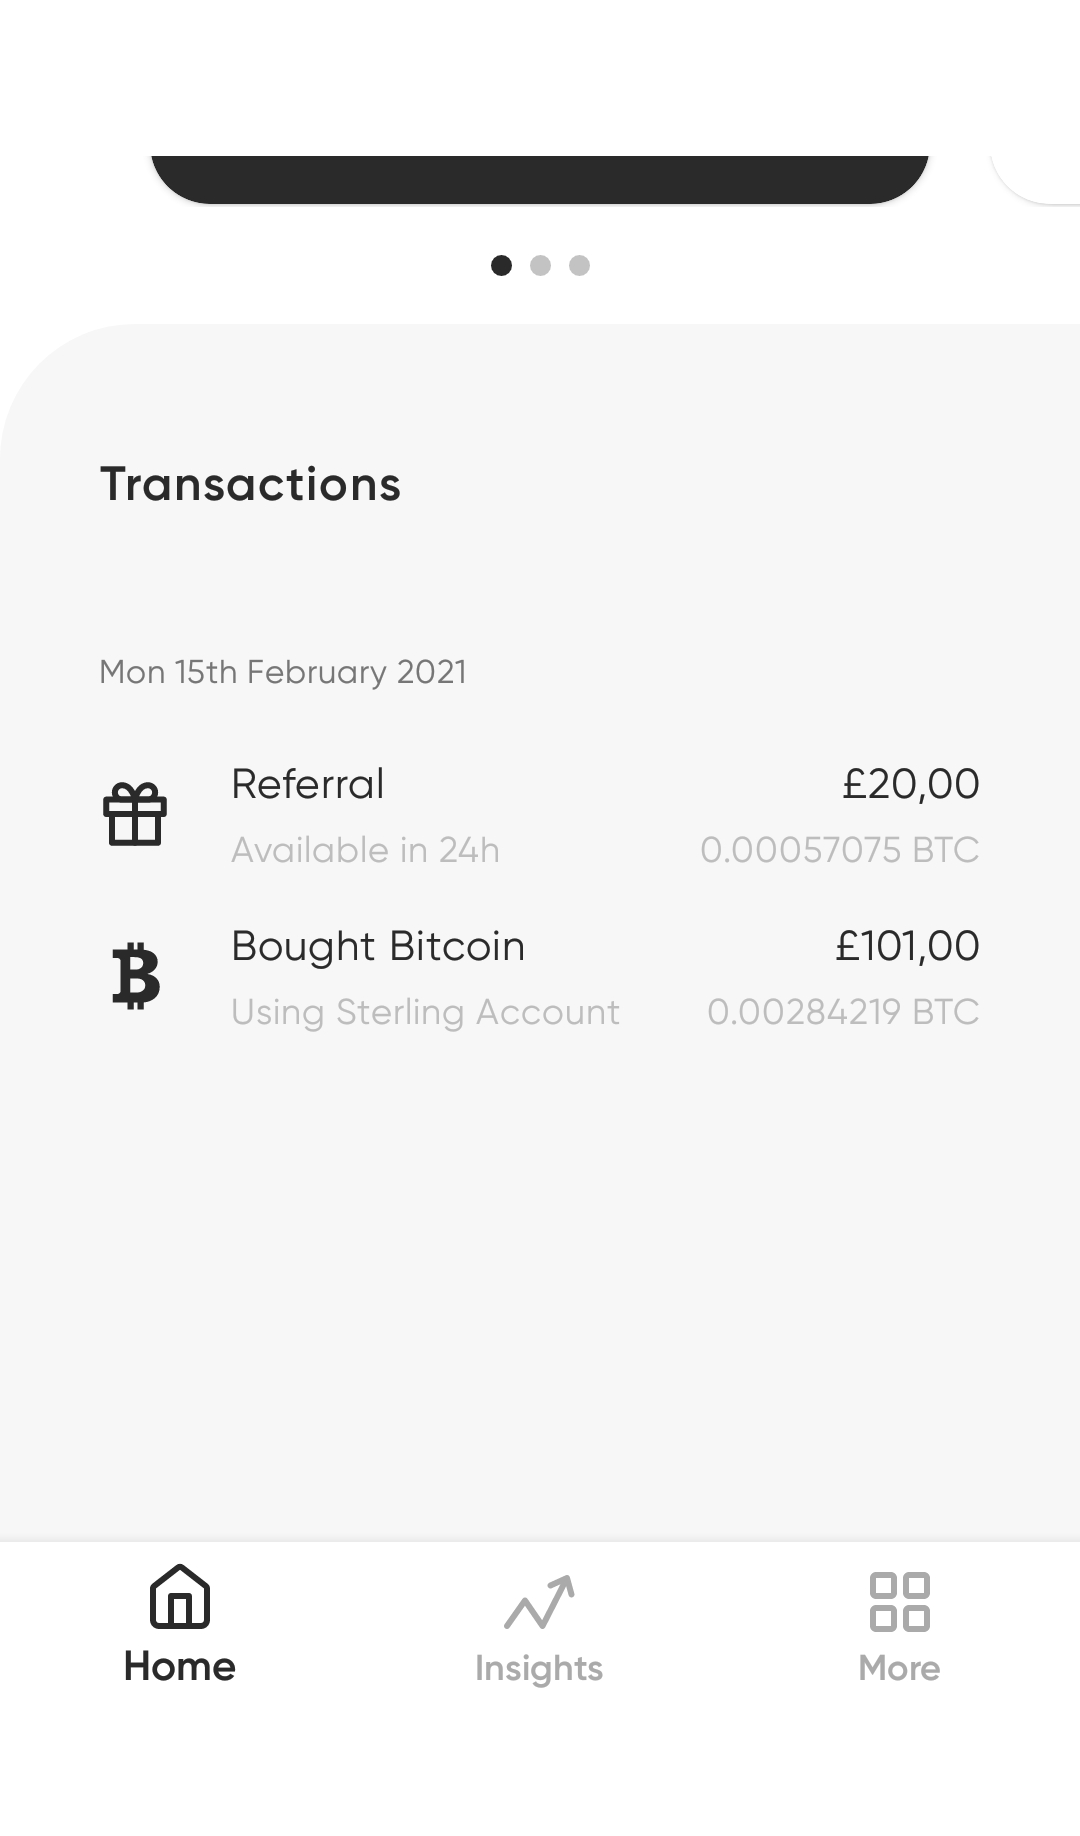 Transactions
Mon 15th February 2021
Referral £20,00
Available in 24h 0.00057075 BTC
Bought Bitcoin £101,00
Using Sterling Account 0.00284219 BTC
Home Insights More